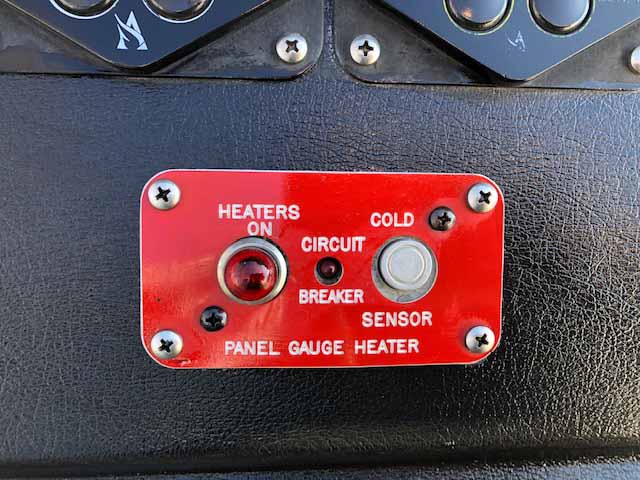 HEATERS
ON
COLD
CIRCUIT
BREAKER
SENSOR
PANEL GAUGE HEATER